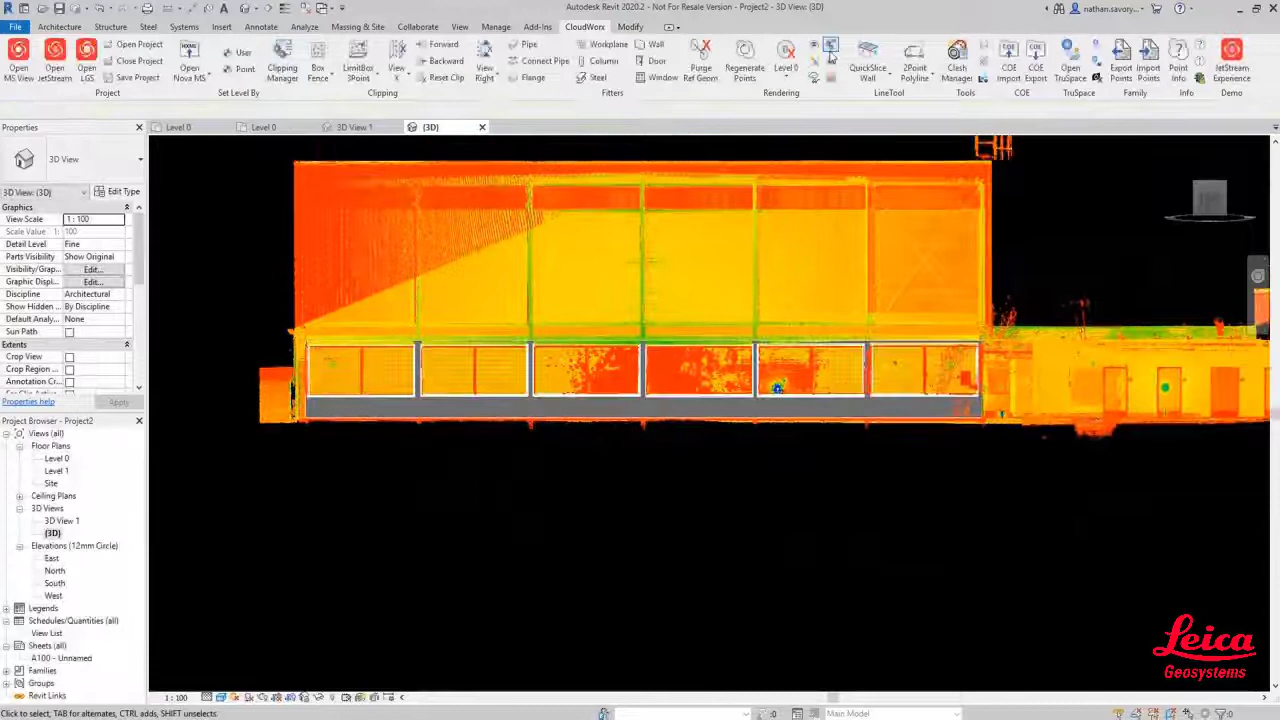 Autodesk Revit 2020.2 - Not For Resale Version - Project2 - 3D View: {3D}
nathan.savory...
File Architecture Structure Steel Systems Insert Annotate Analyze Massing & Site Collaborate View Manage Add-Ins CloudWorx Modify
Open MS View
Open JetStream
Open LGS
Open Project
Close Project
Save Project
Project
Open Nova MS
User
Point
Set Level By
Clipping Manager
Box Fence
LimitBox 3Point
View
Forward
Backward
Reset Clip
Clipping
View Right
Pipe
Connect Pipe
Flange
Workplane
Column
Steel
Wall
Door
Window
Fitters
Purge Ref Geom
Regenerate Points
Level 0
Rendering
QuickSlice Wall
2Point Polyline
LineTool
Clash Manager
Tools
COE Import
COE Export
COE
Open TruSpace
TruSpace
Export Points
Import Points
Family
Point Info
Info
JetStream Experience
Demo
Properties
Level 0
Level 0
3D View 1
{3D}
3D View
3D View: {3D}
Edit Type
Graphics
View Scale 1 : 100
Scale Value 1: 100
Detail Level Fine
Parts Visibility Show Original
Visibility/Grap... Edit...
Graphic Displ... Edit...
Discipline Architectural
Show Hidden ... By Discipline
Default Analy... None
Sun Path
Extents
Crop View
Crop Region ...
Annotation Cr...
Properties help
Apply
Project Browser - Project2
Views (all)
Floor Plans
Level 0
Level 1
Site
Ceiling Plans
3D Views
3D View 1
{3D}
Elevations (12mm Circle)
East
North
South
West
Legends
Schedules/Quantities (all)
View List
Sheets (all)
A100 - Unnamed
Families
Groups
Revit Links
Leica
Geosystems
1 : 100
Click to select, TAB for alternates, CTRL adds, SHIFT unselects.
:0
Main Model
:0